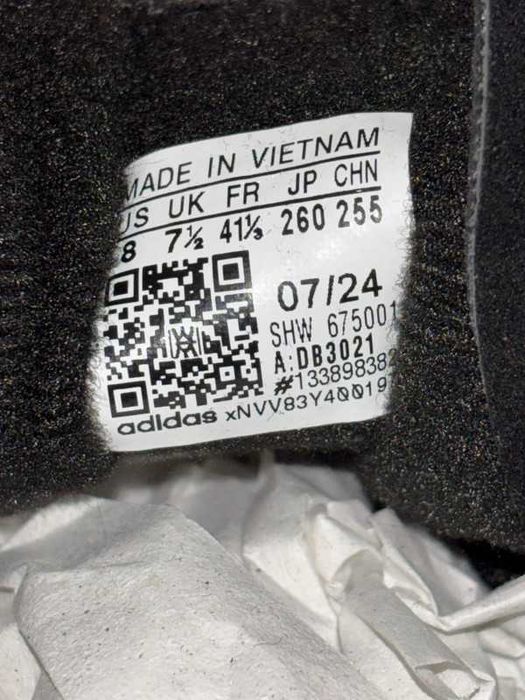 MADE IN VIETNAM
US UK FR JP CHN
8 7½ 41⅓ 260 255
07/24
SHW 675001
A:DB3021
#133898382
adidas xNVV83Y40019